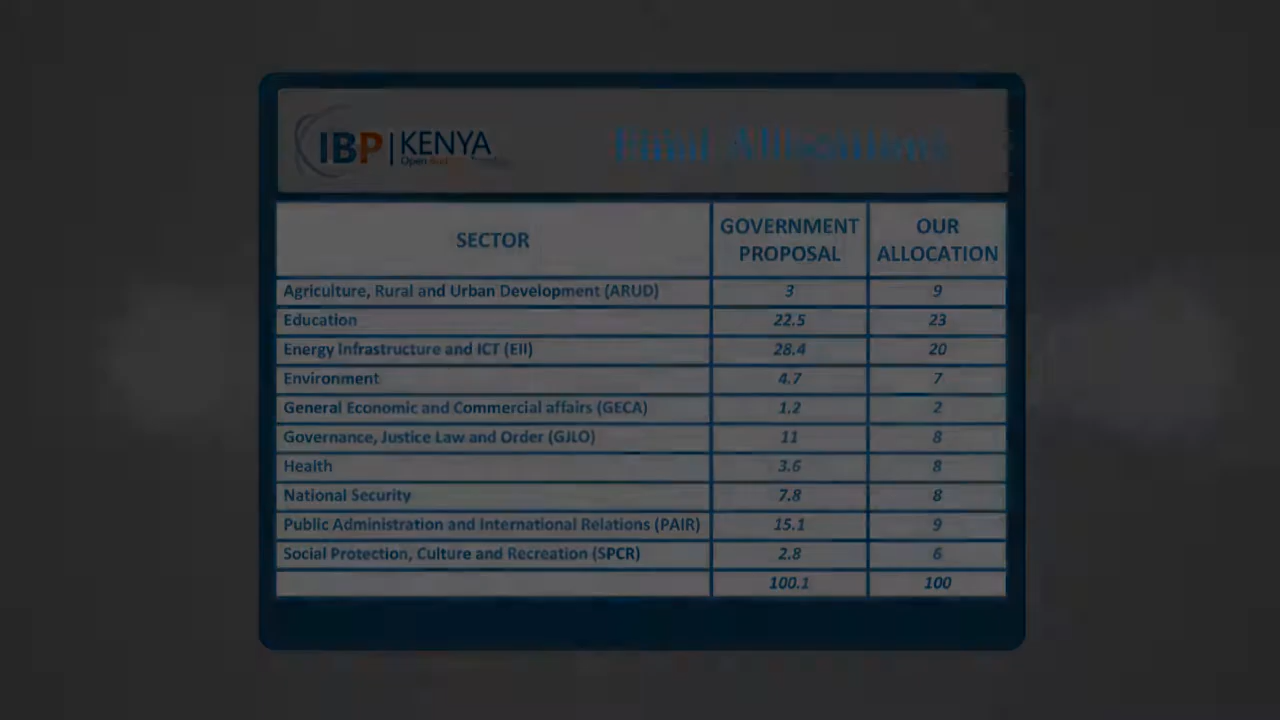 IBP | KENYA
Open
Final Allocations
SECTOR
GOVERNMENT PROPOSAL
OUR ALLOCATION
Agriculture, Rural and Urban Development (ARUD) 3 9
Education 22.5 23
Energy Infrastructure and ICT (EII) 28.4 20
Environment 4.7 7
General Economic and Commercial affairs (GECA) 1.2 2
Governance, Justice Law and Order (GJLO) 11 8
Health 3.6 8
National Security 7.8 8
Public Administration and International Relations (PAIR) 15.1 9
Social Protection, Culture and Recreation (SPCR) 2.8 6
100.1 100